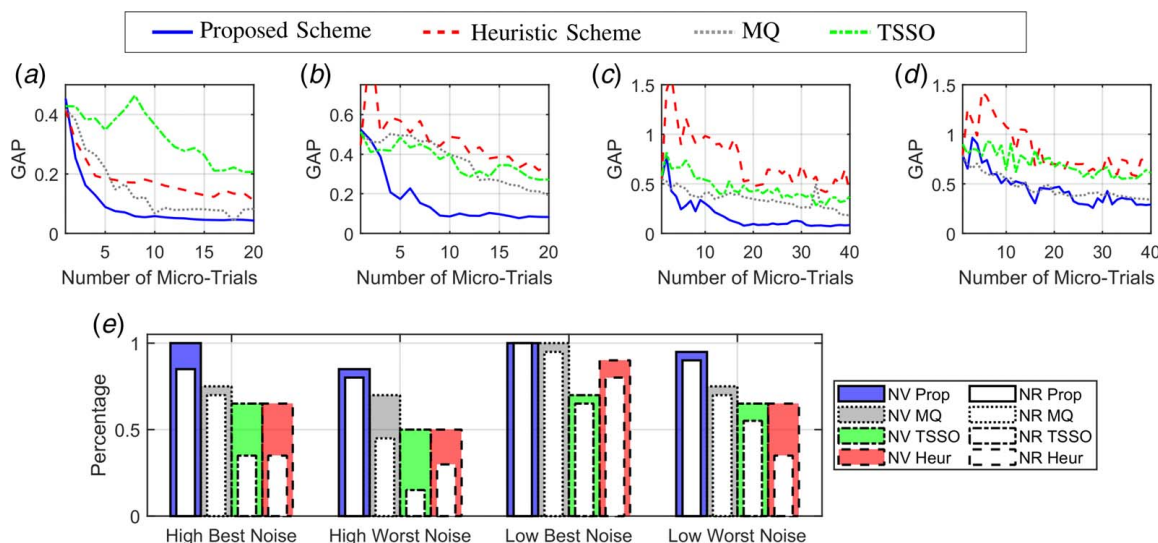 Proposed Scheme Heuristic Scheme MQ TSSO
(a) (b) (c) (d)
0.4
0.2
0
GAP
5 10 15 20
Number of Micro-Trials
0.6
0.4
0.2
0
GAP
5 10 15 20
Number of Micro-Trials
1.5
1
0.5
0
GAP
10 20 30 40
Number of Micro-Trials
1.5
1
0.5
0
GAP
10 20 30 40
Number of Micro-Trials
(e)
1
0.5
0
Percentage
High Best Noise High Worst Noise Low Best Noise Low Worst Noise
NV Prop NR Prop
NV MQ NR MQ
NV TSSO NR TSSO
NV Heur NR Heur